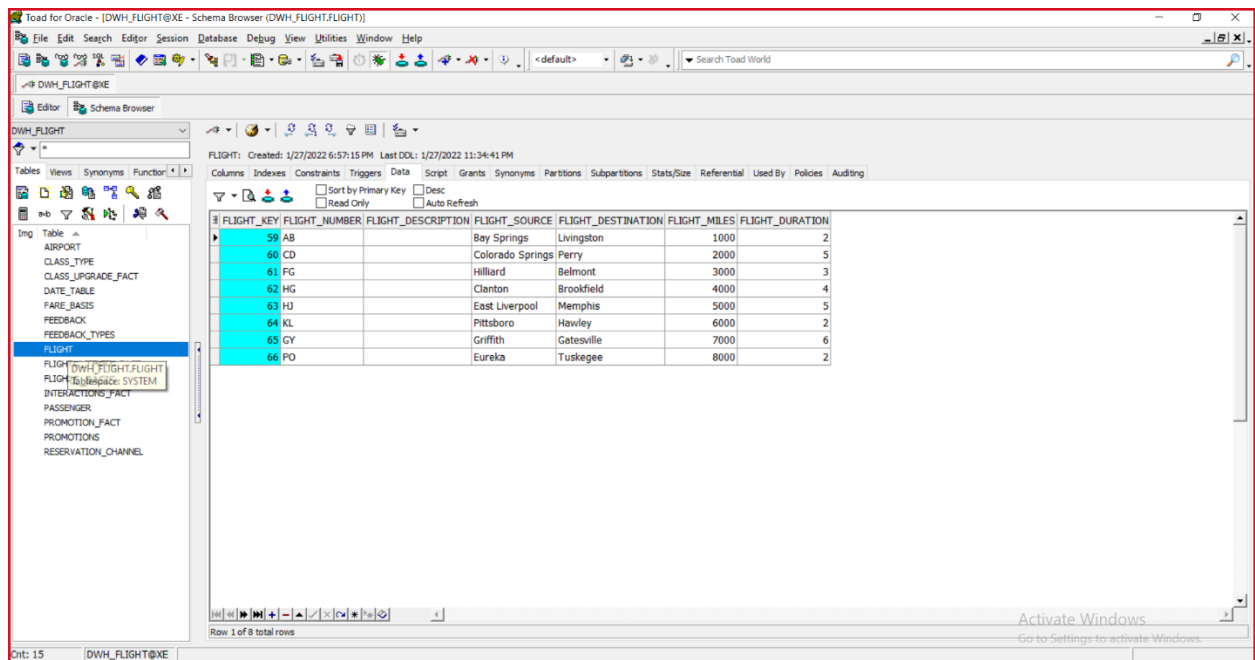 Toad for Oracle - [DWH_FLIGHT@XE - Schema Browser (DWH_FLIGHT.FLIGHT)]
File Edit Search Editor Session Database Debug View Utilities Window Help
<default> Search Toad World
DWH_FLIGHT@XE
Editor Schema Browser
DWH_FLIGHT
*
FLIGHT: Created: 1/27/2022 6:57:15 PM Last DDL: 1/27/2022 11:34:41 PM
Tables Views Synonyms Function
Columns Indexes Constraints Triggers Data Script Grants Synonyms Partitions Subpartitions Stats/Size Referential Used By Policies Auditing
Sort by Primary Key Desc
Read Only Auto Refresh
Img Table
AIRPORT
CLASS_TYPE
CLASS_UPGRADE_FACT
DATE_TABLE
FARE_BASIS
FEEDBACK
FEEDBACK_TYPES
FLIGHT
FLIGH
DWH_FLIGHT.FLIGHT
FLIGH
Tablespace: SYSTEM
INTERACTIONS_FACT
PASSENGER
PROMOTION_FACT
PROMOTIONS
RESERVATION_CHANNEL
FLIGHT_KEY FLIGHT_NUMBER FLIGHT_DESCRIPTION FLIGHT_SOURCE FLIGHT_DESTINATION FLIGHT_MILES FLIGHT_DURATION
59 AB Bay Springs Livingston 1000 2
60 CD Colorado Springs Perry 2000 5
61 FG Hilliard Belmont 3000 3
62 HG Clanton Brookfield 4000 4
63 HJ East Liverpool Memphis 5000 5
64 KL Pittsboro Hawley 6000 2
65 GY Griffith Gatesville 7000 6
66 PO Eureka Tuskegee 8000 2
Row 1 of 8 total rows
Activate Windows
Go to Settings to activate Windows.
Cnt: 15 DWH_FLIGHT@XE